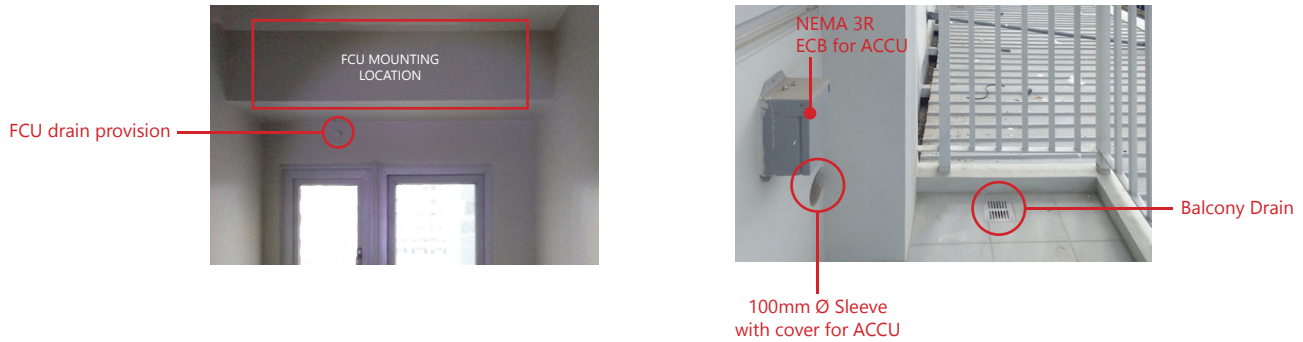 FCU MOUNTING
LOCATION
FCU drain provision
NEMA 3R
ECB for ACCU
Balcony Drain
100mm Ø Sleeve
with cover for ACCU